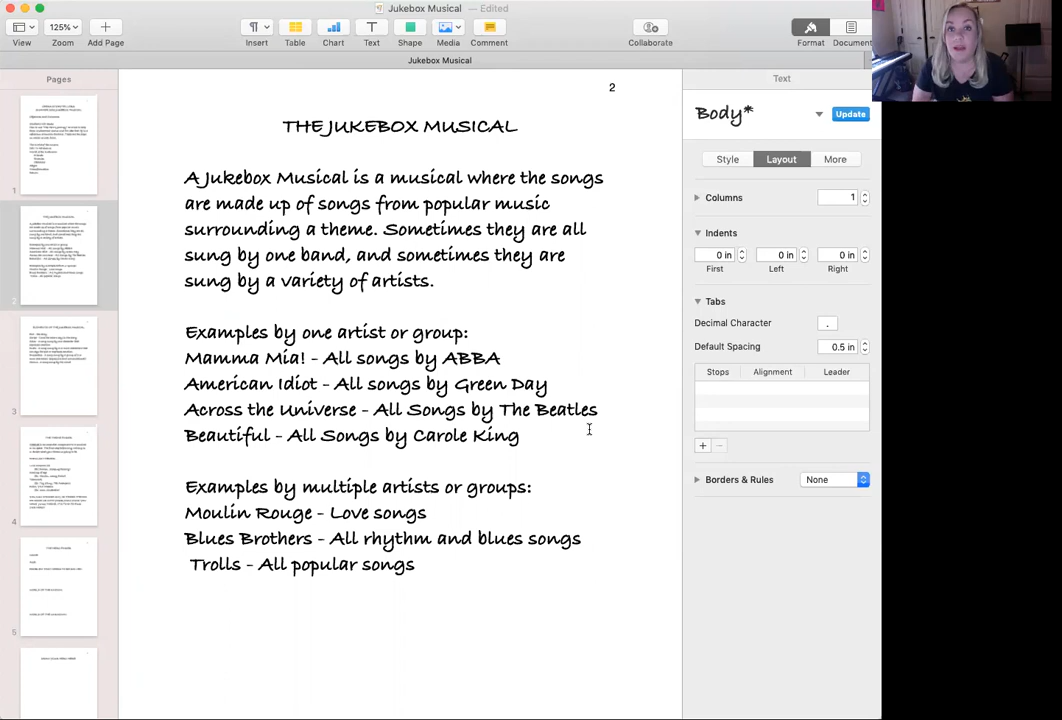 Jukebox Musical — Edited
View
125%
Zoom
Add Page
Insert
Table
Chart
Text
Shape
Media
Comment
Collaborate
Format
Document
Jukebox Musical
Pages
Text
2
THE JUKEBOX MUSICAL
A Jukebox Musical is a musical where the songs
are made up of songs from popular music
surrounding a theme. Sometimes they are all
sung by one band, and sometimes they are
sung by a variety of artists.
Examples by one artist or group:
Mamma Mia! - All songs by ABBA
American Idiot - All songs by Green Day
Across the Universe - All Songs by The Beatles
Beautiful - All Songs by Carole King
Examples by multiple artists or groups:
Moulin Rouge - Love songs
Blues Brothers - All rhythm and blues songs
Trolls - All popular songs
Body*
Update
Style
Layout
More
Columns
1
Indents
0 in
0 in
0 in
First
Left
Right
Tabs
Decimal Character
.
Default Spacing
0.5 in
Stops
Alignment
Leader
Borders & Rules
None
1
2
3
4
5